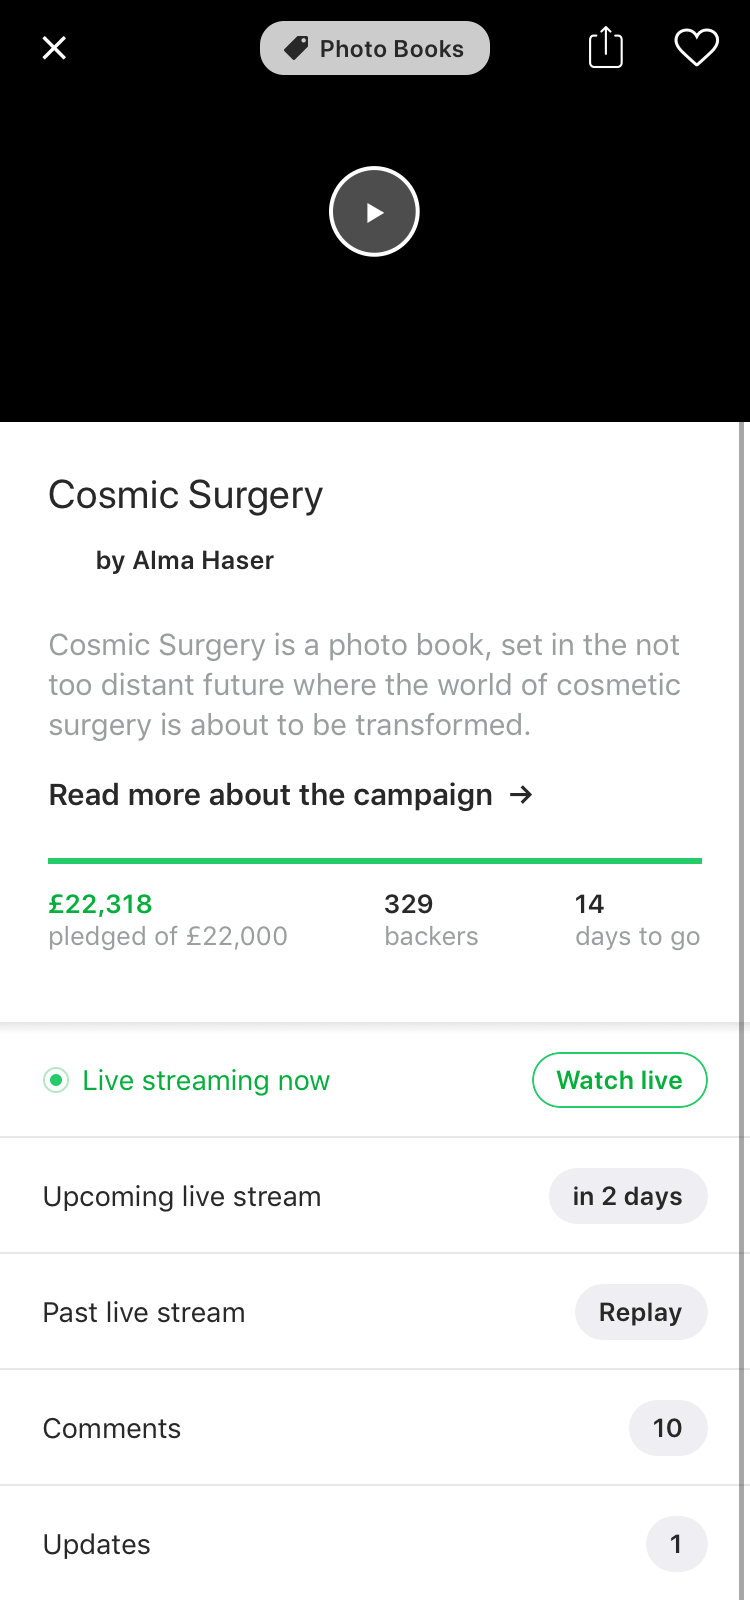 Photo Books
Cosmic Surgery
by Alma Haser
Cosmic Surgery is a photo book, set in the not
too distant future where the world of cosmetic
surgery is about to be transformed.
Read more about the campaign →
£22,318
pledged of £22,000
329
backers
14
days to go
Live streaming now
Watch live
Upcoming live stream
in 2 days
Past live stream
Replay
Comments
10
Updates
1